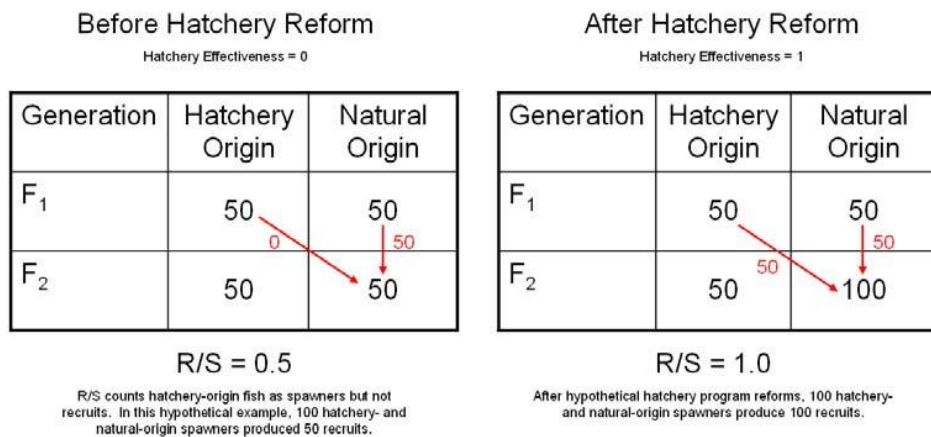 Before Hatchery Reform
Hatchery Effectiveness = 0
Generation Hatchery Origin Natural Origin
F1 50 50
0 50
F2 50 50
R/S = 0.5
R/S counts hatchery-origin fish as spawners but not
recruits. In this hypothetical example, 100 hatchery- and
natural-origin spawners produced 50 recruits.
After Hatchery Reform
Hatchery Effectiveness = 1
Generation Hatchery Origin Natural Origin
F1 50 50
50 50
F2 50 100
R/S = 1.0
After hypothetical hatchery program reforms, 100 hatchery-
and natural-origin spawners produce 100 recruits.